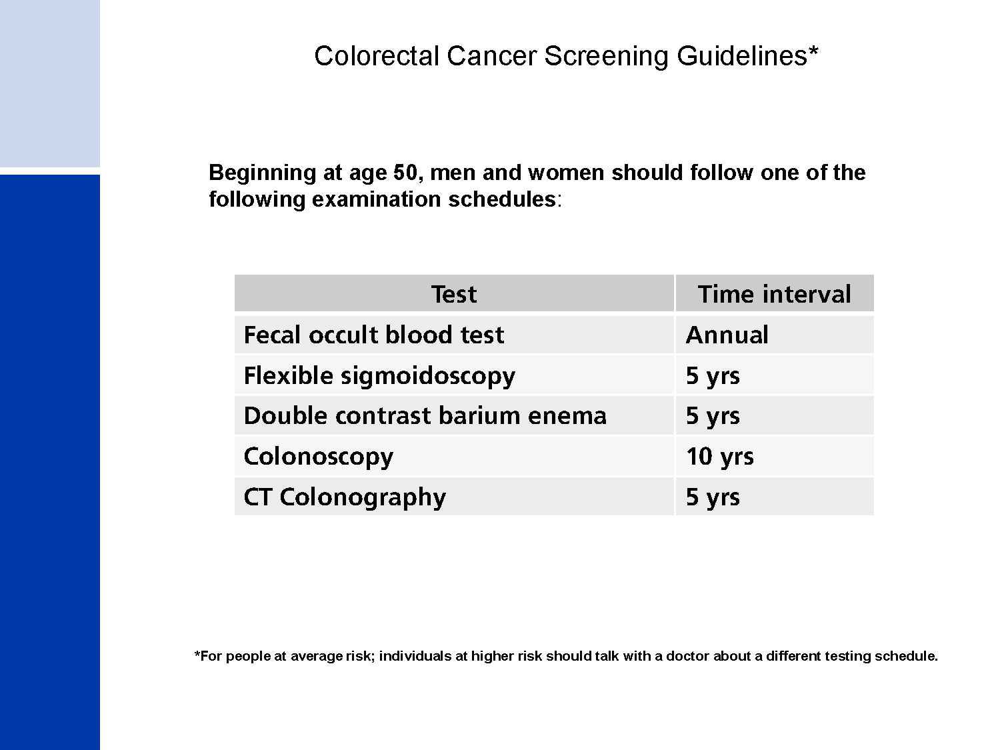 Colorectal Cancer Screening Guidelines*
Beginning at age 50, men and women should follow one of the
following examination schedules:
Test Time interval
Fecal occult blood test Annual
Flexible sigmoidoscopy 5 yrs
Double contrast barium enema 5 yrs
Colonoscopy 10 yrs
CT Colonography 5 yrs
*For people at average risk; individuals at higher risk should talk with a doctor about a different testing schedule.